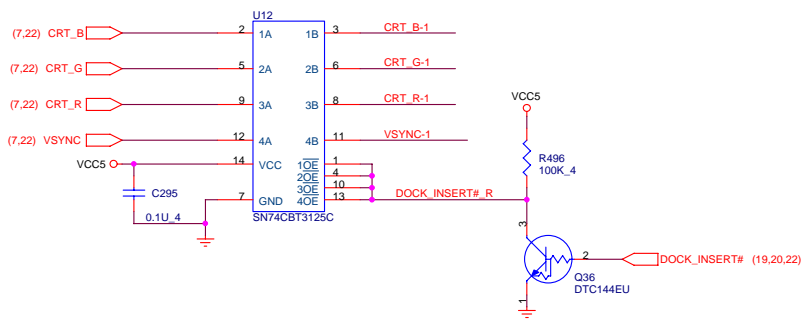 U12
(7,22) CRT_B 2 1A 1B 3 CRT_B-1
(7,22) CRT_G 5 2A 2B 6 CRT_G-1
(7,22) CRT_R 9 3A 3B 8 CRT_R-1
(7,22) VSYNC 12 4A 4B 11 VSYNC-1
VCC5 14 VCC 1OE 1
2OE 4
3OE 10
7 GND 4OE 13 DOCK_INSERT#_R
SN74CBT3125C
C295
0.1U_4
VCC5
R496
100K_4
3
2 DOCK_INSERT# (19,20,22)
Q36
DTC144EU
1